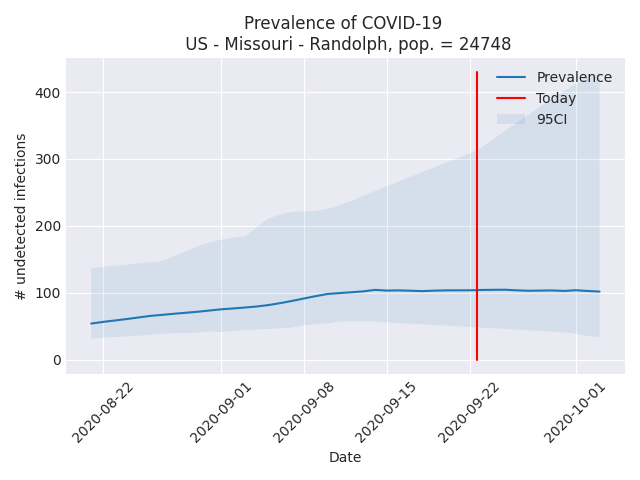 Prevalence of COVID-19
US - Missouri - Randolph, pop. = 24748
Prevalence
Today
95CI
400
300
200
100
0
# undetected infections
2020-08-22
2020-09-01
2020-09-08
2020-09-15
2020-09-22
2020-10-01
Date